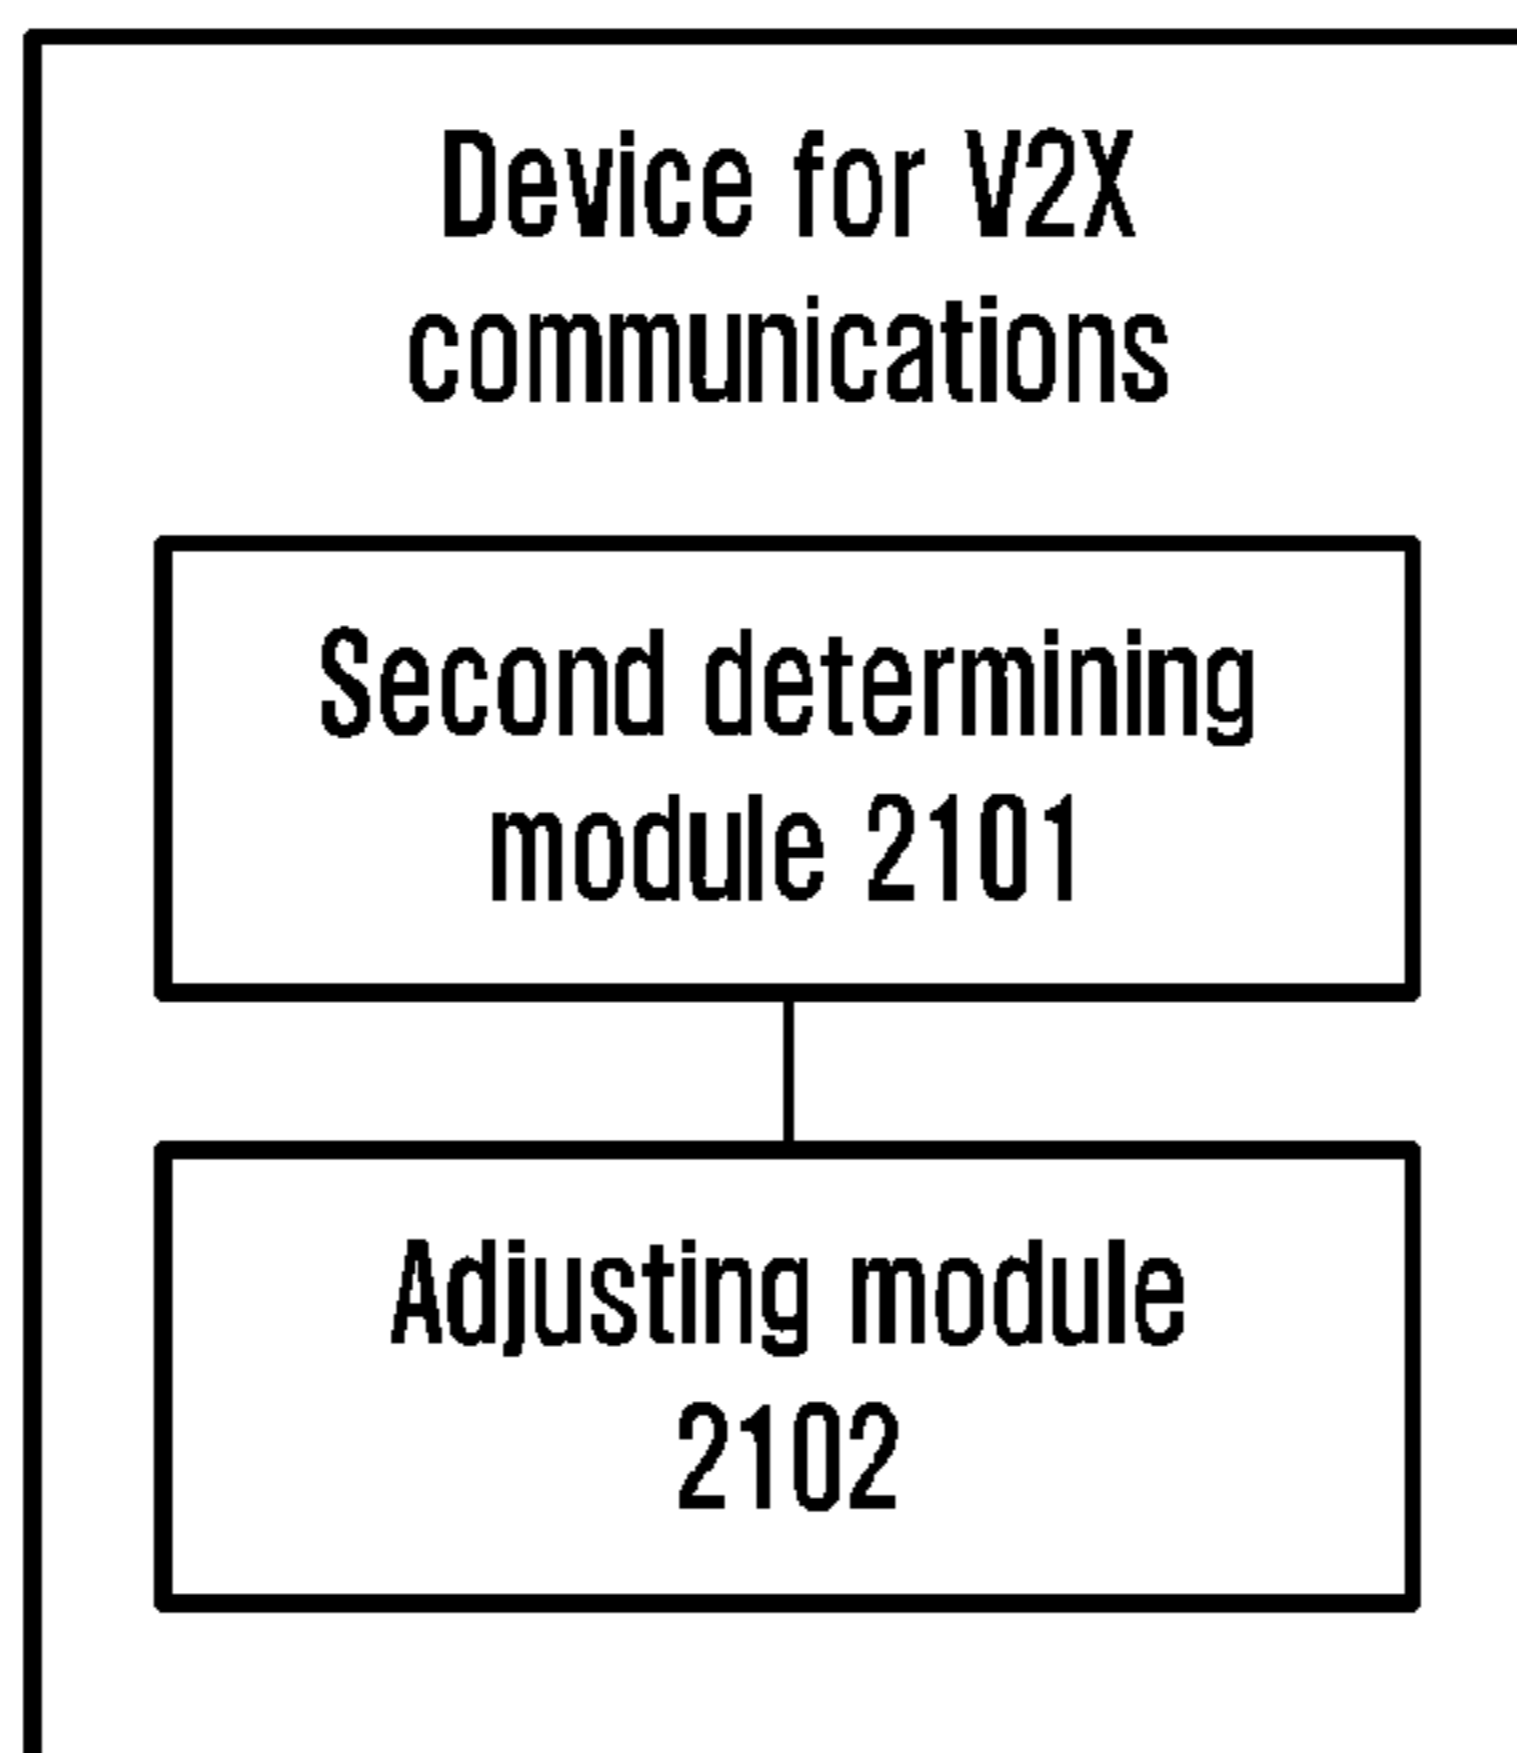 Device for V2X
communications
Second determining
module 2101
Adjusting module
2102